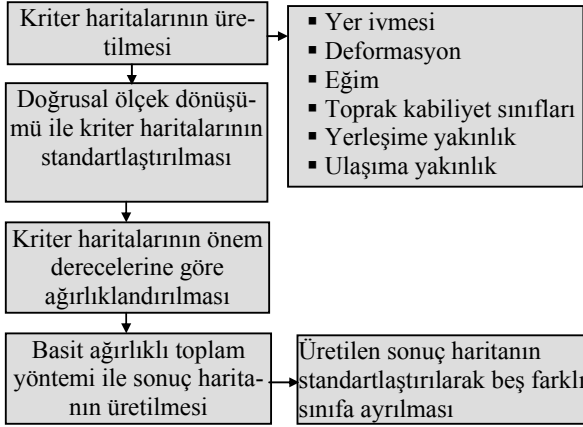 Kriter haritalarının üre-
tilmesi
▪ Yer ivmesi
▪ Deformasyon
▪ Eğim
▪ Toprak kabiliyet sınıfları
▪ Yerleşime yakınlık
▪ Ulaşıma yakınlık
Doğrusal ölçek dönüşü-
mü ile kriter haritalarının
standartlaştırılması
Kriter haritalarının önem
derecelerine göre
ağırlıklandırılması
Basit ağırlıklı toplam
yöntemi ile sonuç harita-
nın üretilmesi
Üretilen sonuç haritanın
standartlaştırılarak beş farklı
sınıfa ayrılması